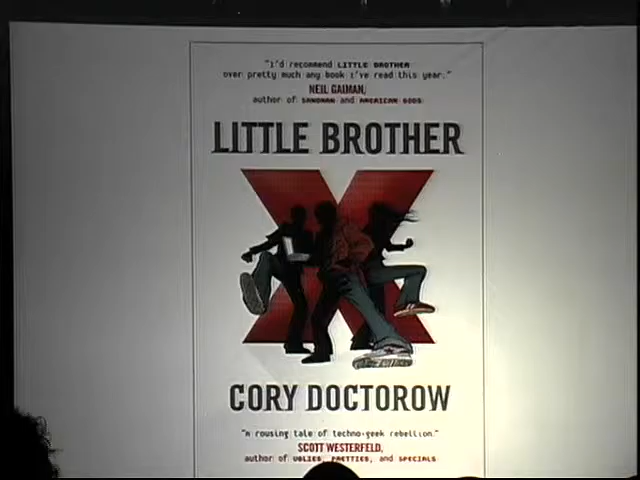 "I'd recommend LITTLE BROTHER
over pretty much any book I've read this year."
NEIL GAIMAN,
author of SANDMAN and AMERICAN GODS
LITTLE BROTHER
X
CORY DOCTOROW
"A rousing tale of techno-geek rebellion."
SCOTT WESTERFELD,
author of UGLIES, PRETTIES, and SPECIALS